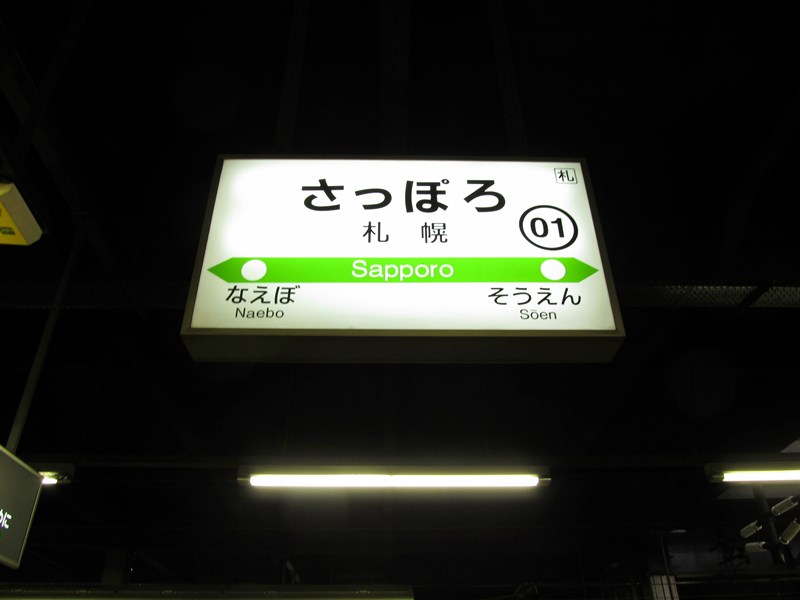 札
さっぽろ
札幌
01
Sapporo
なえぼ
そうえん
Naebo
Sōen